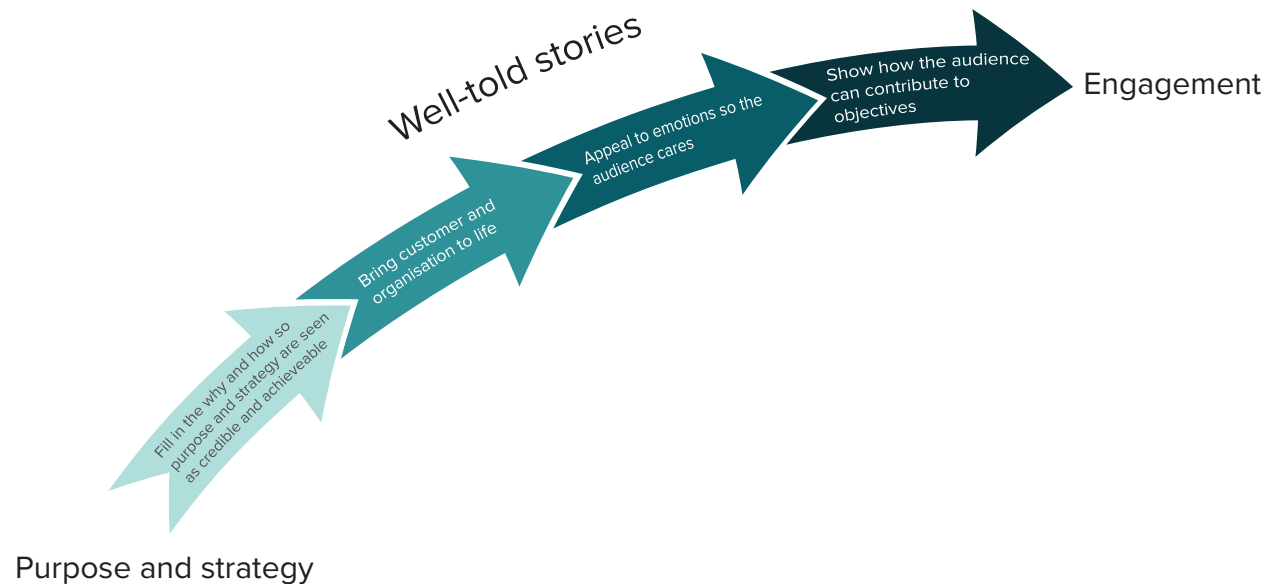 Well-told stories
Show how the audience
can contribute to
objectives
Engagement
Appeal to emotions so the
audience cares
Bring customer and
organisation to life
Fill in the why and how so
purpose and strategy are seen
as credible and achieveable
Purpose and strategy